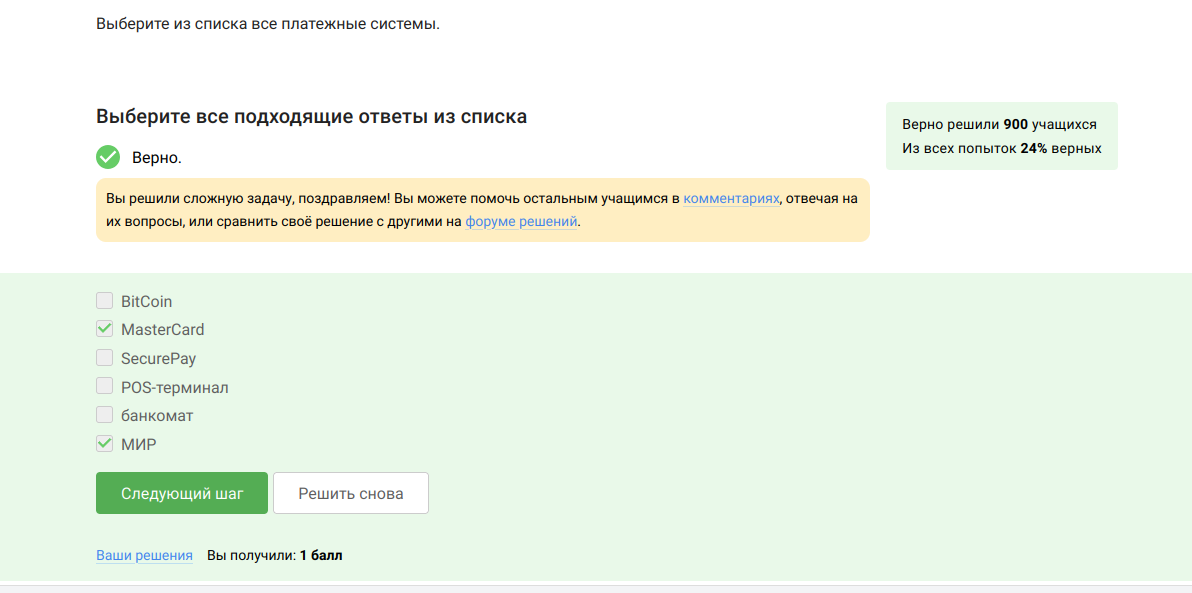 Выберите из списка все платежные системы.
Выберите все подходящие ответы из списка
Верно решили 900 учащихся
Из всех попыток 24% верных
Верно.
Вы решили сложную задачу, поздравляем! Вы можете помочь остальным учащимся в комментариях, отвечая на
их вопросы, или сравнить своё решение с другими на форуме решений.
BitCoin
MasterCard
SecurePay
POS-терминал
банкомат
МИР
Следующий шаг
Решить снова
Ваши решения Вы получили: 1 балл